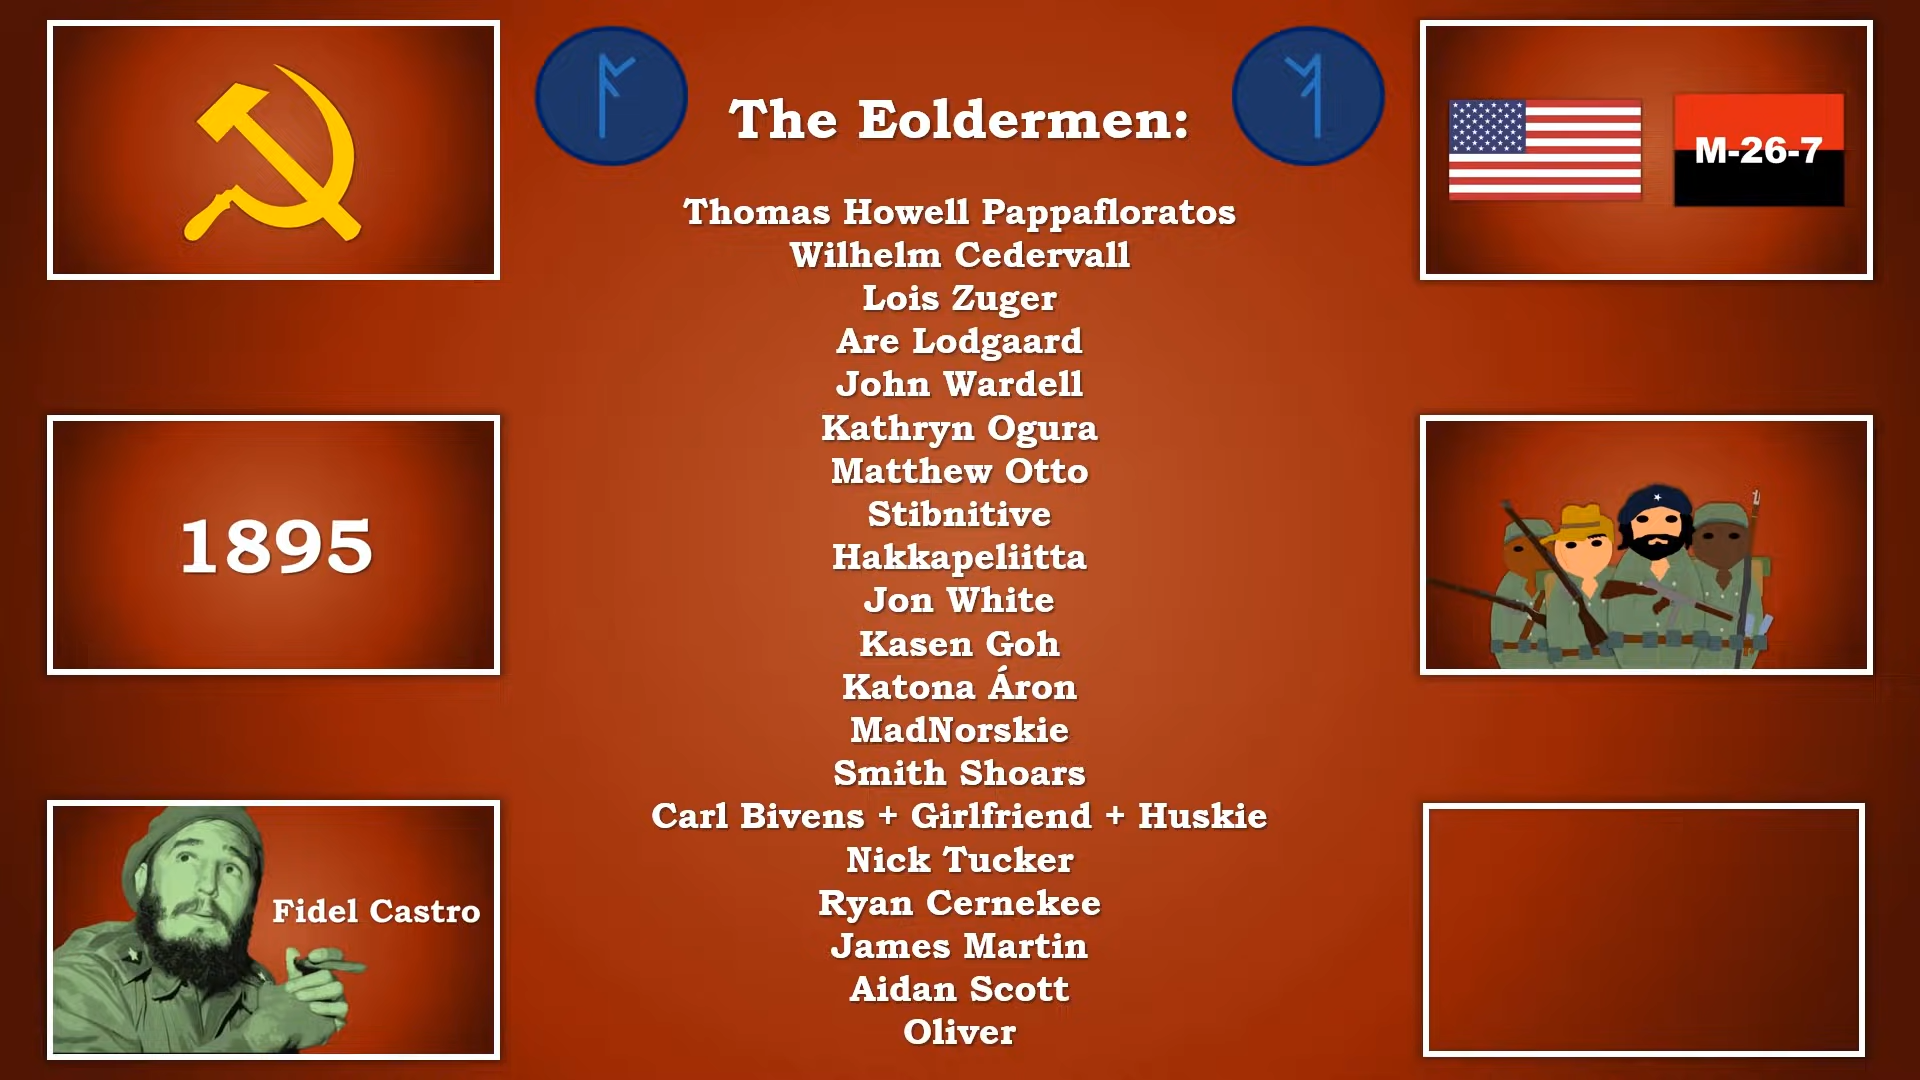 The Eoldermen:
Thomas Howell Pappafloratos
Wilhelm Cedervall
Lois Zuger
Are Lodgaard
John Wardell
Kathryn Ogura
Matthew Otto
Stibnitive
Hakkapeliitta
Jon White
Kasen Goh
Katona Áron
MadNorskie
Smith Shoars
Carl Bivens + Girlfriend + Huskie
Nick Tucker
Ryan Cernekee
James Martin
Aidan Scott
Oliver
1895
Fidel Castro
M-26-7